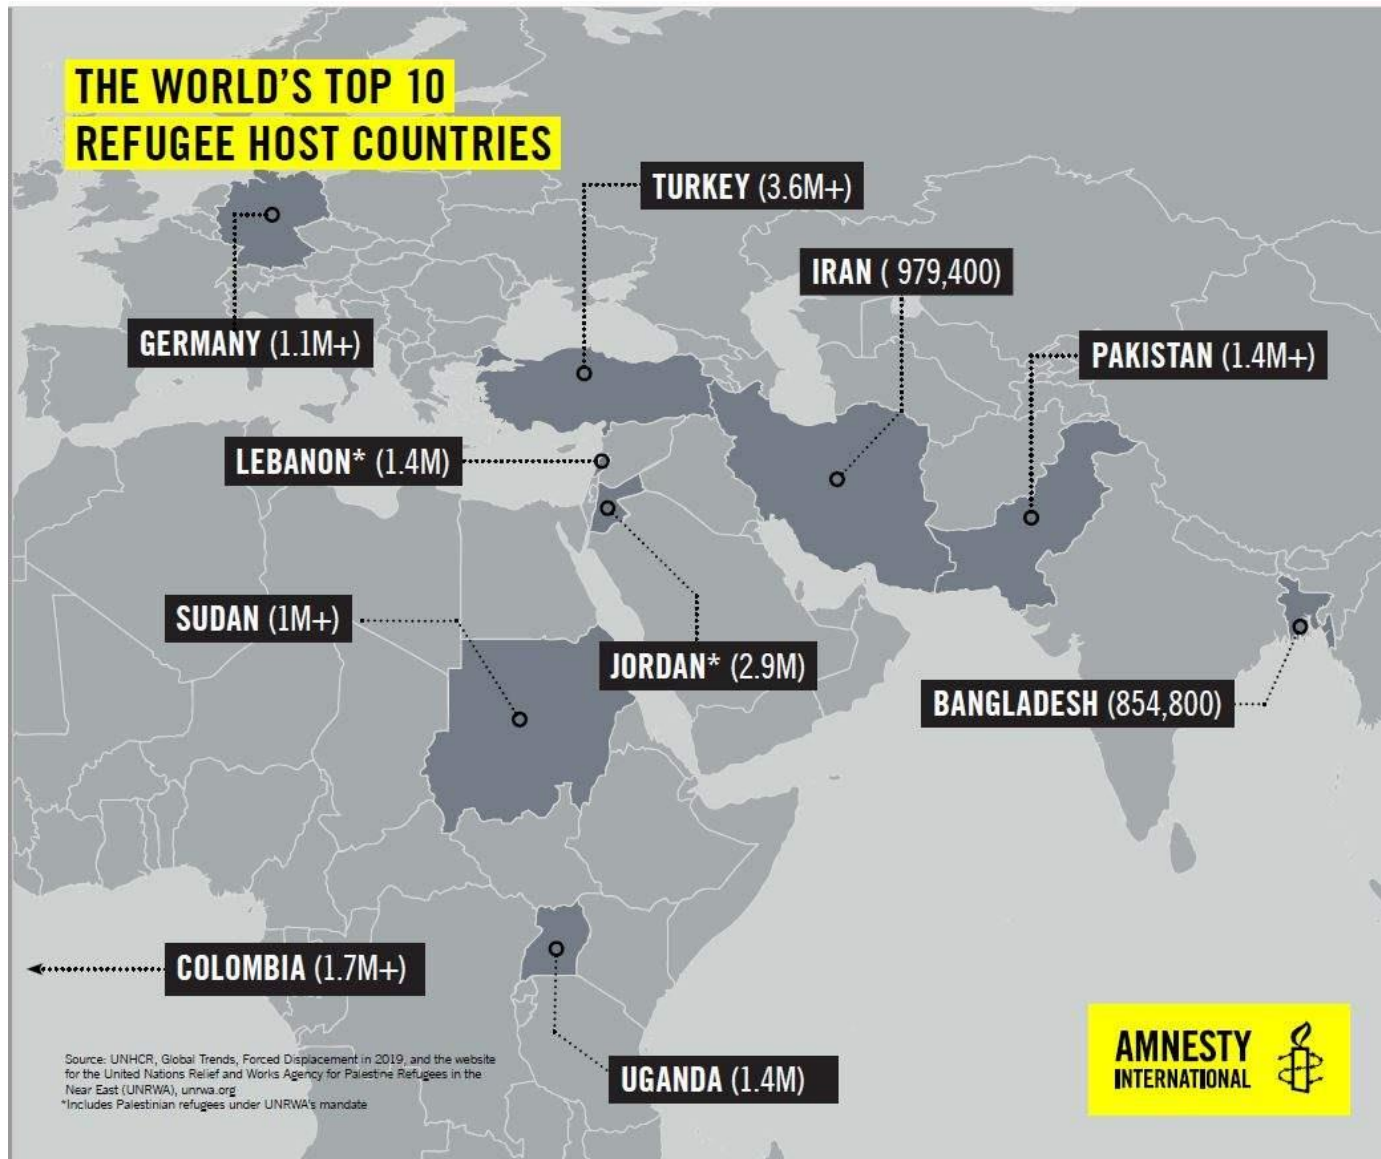 THE WORLD'S TOP 10
REFUGEE HOST COUNTRIES
TURKEY (3.6M+)
IRAN ( 979,400)
GERMANY (1.1M+)
PAKISTAN (1.4M+)
LEBANON* (1.4M)
SUDAN (1M+)
JORDAN* (2.9M)
BANGLADESH (854,800)
COLOMBIA (1.7M+)
UGANDA (1.4M)
Source: UNHCR, Global Trends, Forced Displacement in 2019, and the website
for the United Nations Relief and Works Agency for Palestine Refugees in the
Near East (UNRWA), unrwa.org
*Includes Palestinian refugees under UNRWA's mandate
AMNESTY
INTERNATIONAL